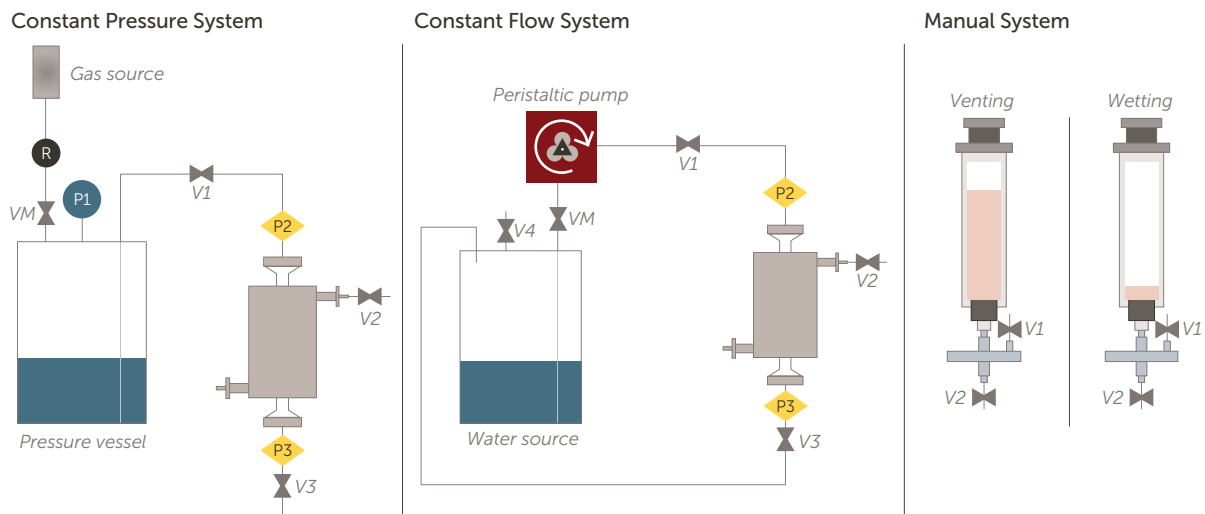 Constant Pressure System
Gas source
R
P1
VM
V1
P2
V2
Pressure vessel
P3
V3
Constant Flow System
Peristaltic pump
V1
P2
V4
VM
V2
P3
Water source
V3
Manual System
Venting
Wetting
V1
V1
V2
V2